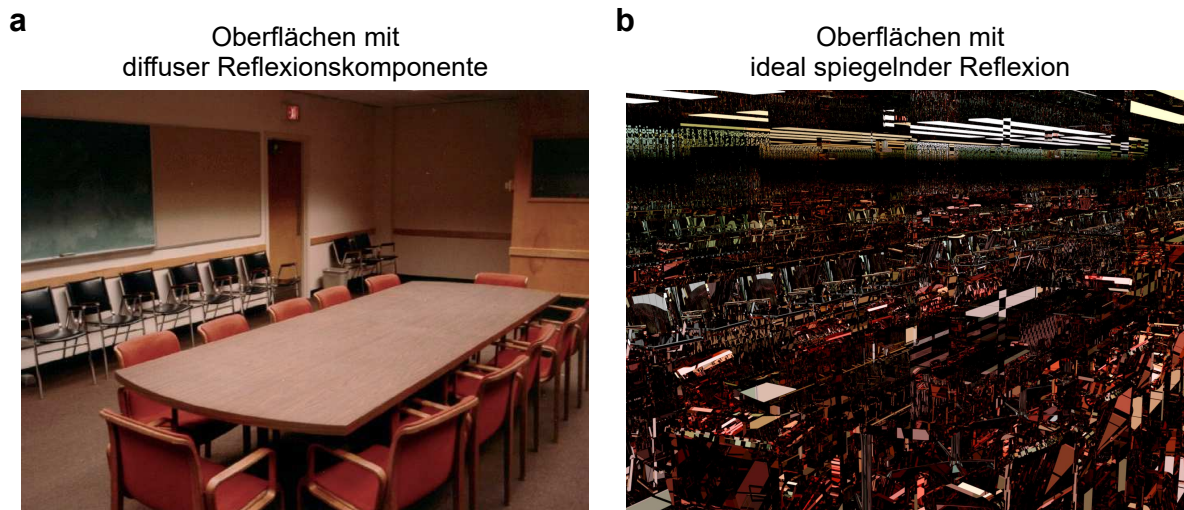 a
Oberflächen mit
diffuser Reflexionskomponente
b
Oberflächen mit
ideal spiegelnder Reflexion